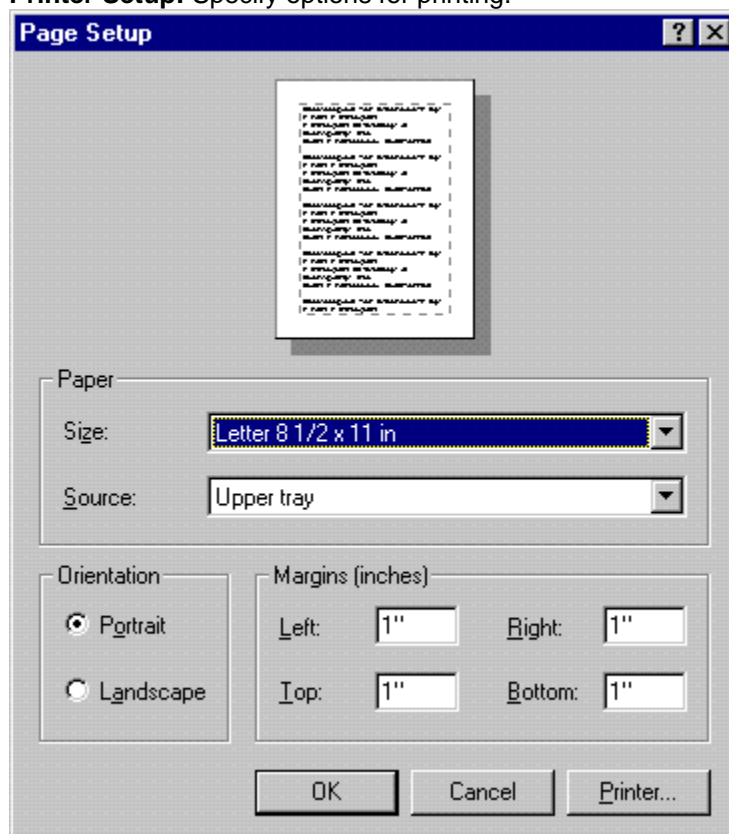 Printer Setup: Specify options for printing.
Page Setup
Paper
Size: Letter 8 1/2 x 11 in
Source: Upper tray
Orientation Margins (inches)
Portrait Left: 1" Right: 1"
Landscape Top: 1" Bottom: 1"
OK Cancel Printer...